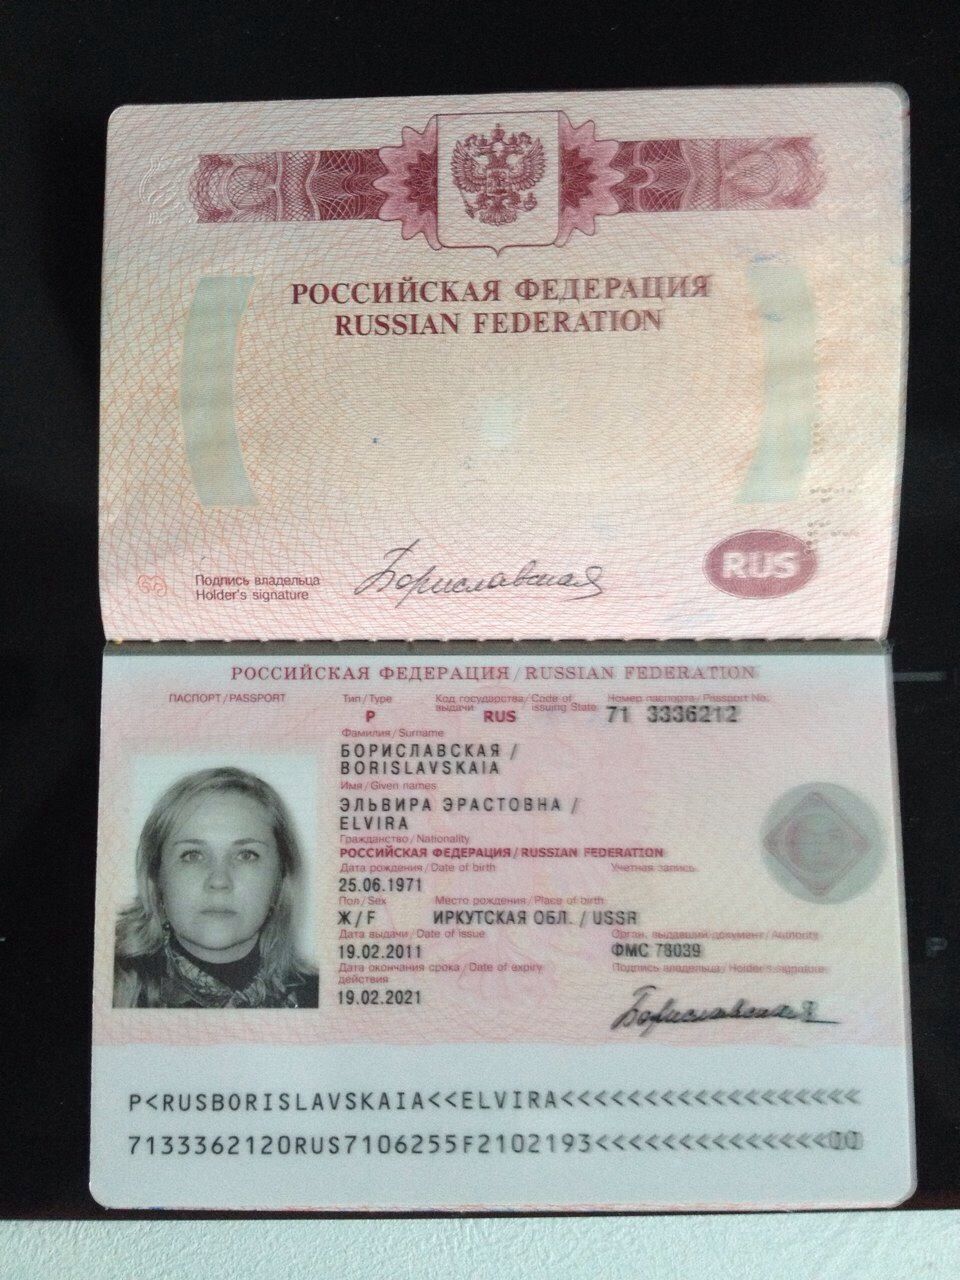 РОССИЙСКАЯ ФЕДЕРАЦИЯ
RUSSIAN FEDERATION
Подпись владельца
Holder's signature
Бориславская
RUS
РОССИЙСКАЯ ФЕДЕРАЦИЯ / RUSSIAN FEDERATION
ПАСПОРТ / PASSPORT
Тип / Type
P
Код государства / Code of
выдачи issuing State
RUS
Номер паспорта / Passport No.
71 3336212
Фамилия / Surname
БОРИСЛАВСКАЯ /
BORISLAVSKAIA
Имя / Given names
ЭЛЬВИРА ЭРАСТОВНА /
ELVIRA
Гражданство / Nationality
РОССИЙСКАЯ ФЕДЕРАЦИЯ / RUSSIAN FEDERATION
Дата рождения / Date of birth
Учетная запись
25.06.1971
Пол / Sex
Место рождения / Place of birth
Ж / F
ИРКУТСКАЯ ОБЛ. / USSR
Дата выдачи / Date of issue
Орган, выдавший документ / Authority
19.02.2011
ФМС 78039
Дата окончания срока / Date of expiry
действия
Подпись владельца / Holder's signature
19.02.2021
Бориславская
P<RUSBORISLAVSKAIA<<ELVIRA<<<<<<<<<<<<<<<<<<
7133362120RUS7106255F2102193<<<<<<<<<<<<<<00